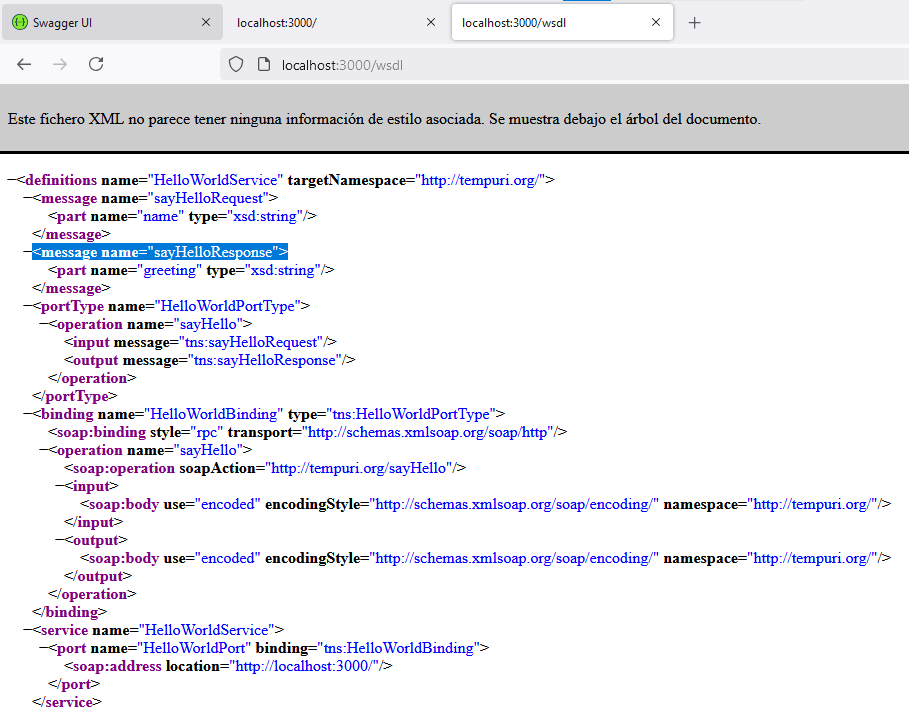 Swagger UI
localhost:3000/
localhost:3000/wsdl
localhost:3000/wsdl
Este fichero XML no parece tener ninguna información de estilo asociada. Se muestra debajo el árbol del documento.
−<definitions name="HelloWorldService" targetNamespace="http://tempuri.org/">
−<message name="sayHelloRequest">
<part name="name" type="xsd:string"/>
</message>
−<message name="sayHelloResponse">
<part name="greeting" type="xsd:string"/>
</message>
−<portType name="HelloWorldPortType">
−<operation name="sayHello">
<input message="tns:sayHelloRequest"/>
<output message="tns:sayHelloResponse"/>
</operation>
</portType>
−<binding name="HelloWorldBinding" type="tns:HelloWorldPortType">
<soap:binding style="rpc" transport="http://schemas.xmlsoap.org/soap/http"/>
−<operation name="sayHello">
<soap:operation soapAction="http://tempuri.org/sayHello"/>
−<input>
<soap:body use="encoded" encodingStyle="http://schemas.xmlsoap.org/soap/encoding/" namespace="http://tempuri.org/"/>
</input>
−<output>
<soap:body use="encoded" encodingStyle="http://schemas.xmlsoap.org/soap/encoding/" namespace="http://tempuri.org/"/>
</output>
</operation>
</binding>
−<service name="HelloWorldService">
−<port name="HelloWorldPort" binding="tns:HelloWorldBinding">
<soap:address location="http://localhost:3000/"/>
</port>
</service>